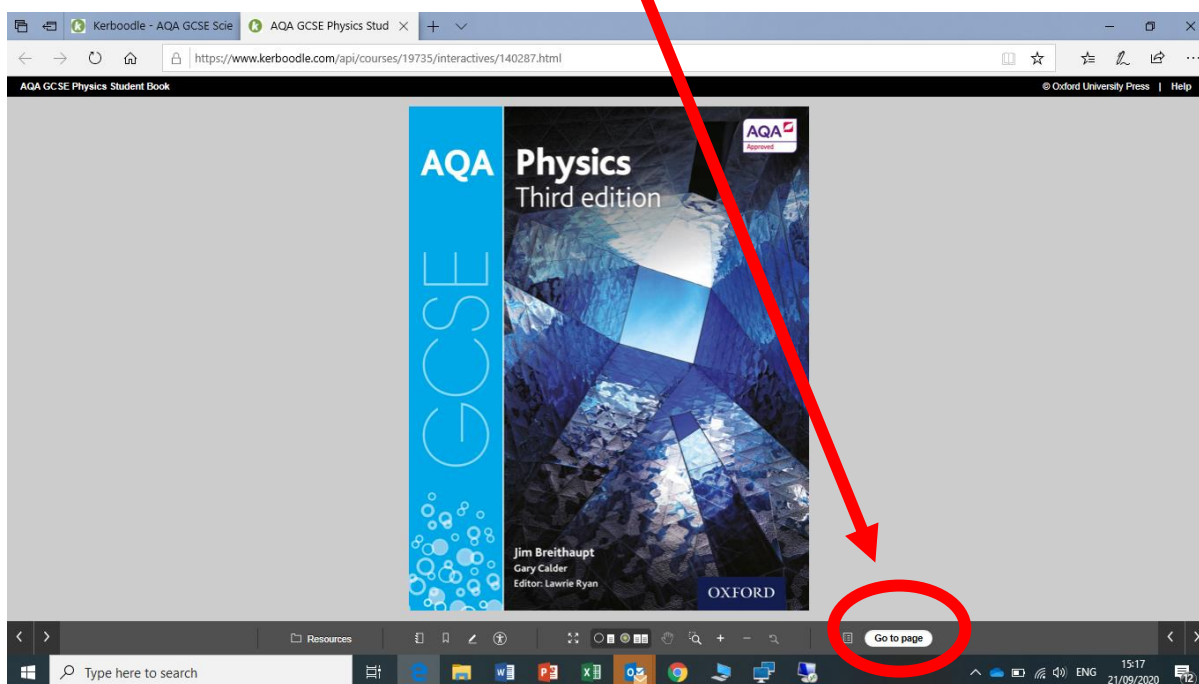 Kerboodle - AQA GCSE Scie
AQA GCSE Physics Stud
https://www.kerboodle.com/api/courses/19735/interactives/140287.html
AQA GCSE Physics Student Book
© Oxford University Press | Help
AQA
Physics
Third edition
AQA
Approved
GCSE
Jim Breithaupt
Gary Calder
Editor: Lawrie Ryan
OXFORD
Resources
Go to page
Type here to search
ENG
15:17
21/09/2020
12